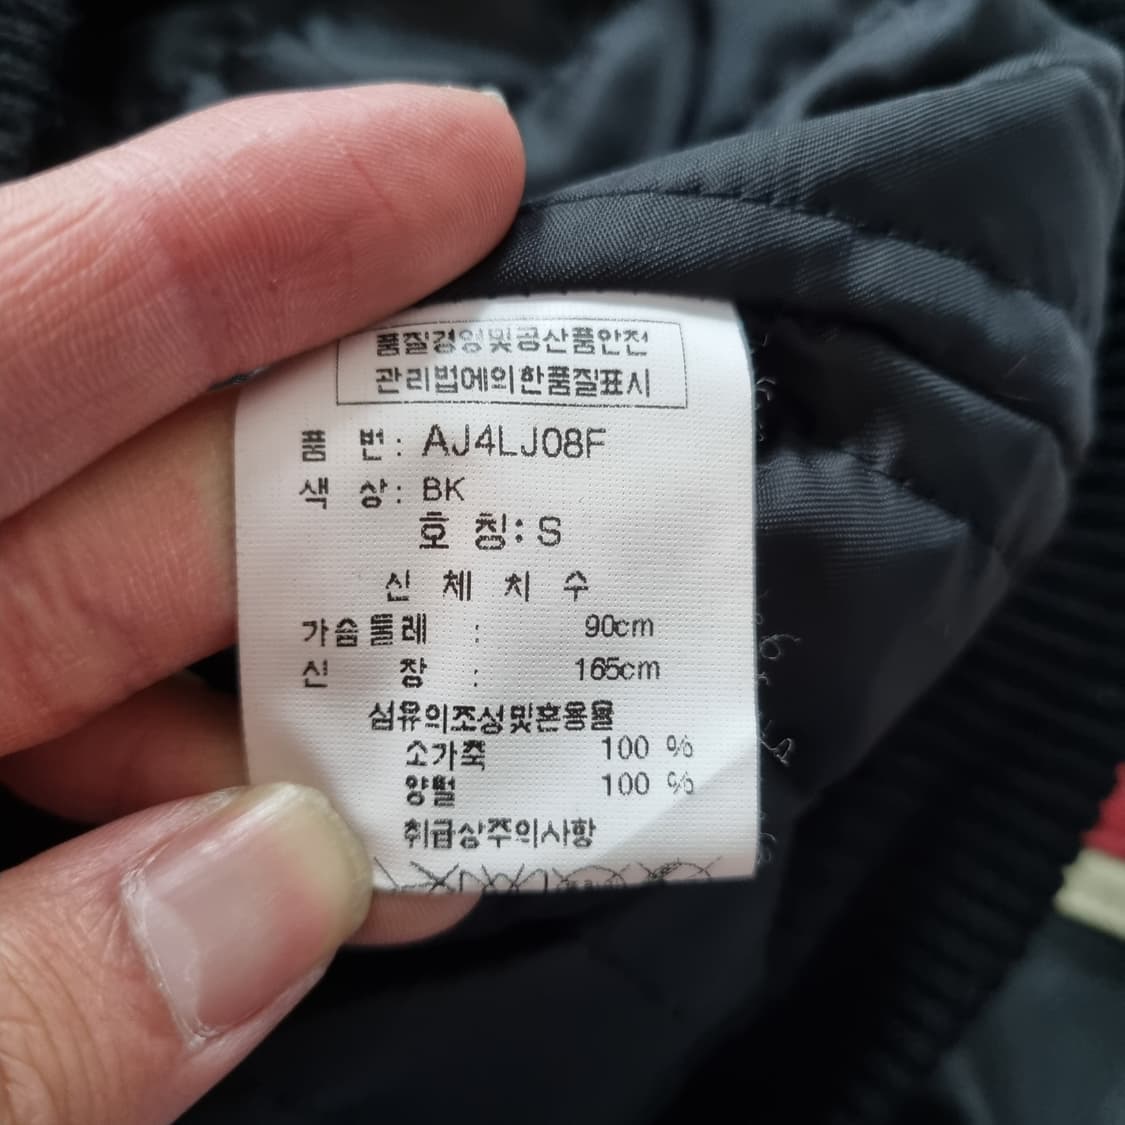 품질경영및공산품안전
관리법에의한품질표시
품 번: AJ4LJ08F
색 상: BK
호 칭: S
신 체 치 수
가슴둘레 : 90cm
신 장 : 165cm
섬유의조성및혼용율
소가죽 100 %
양털 100 %
취급상주의사항